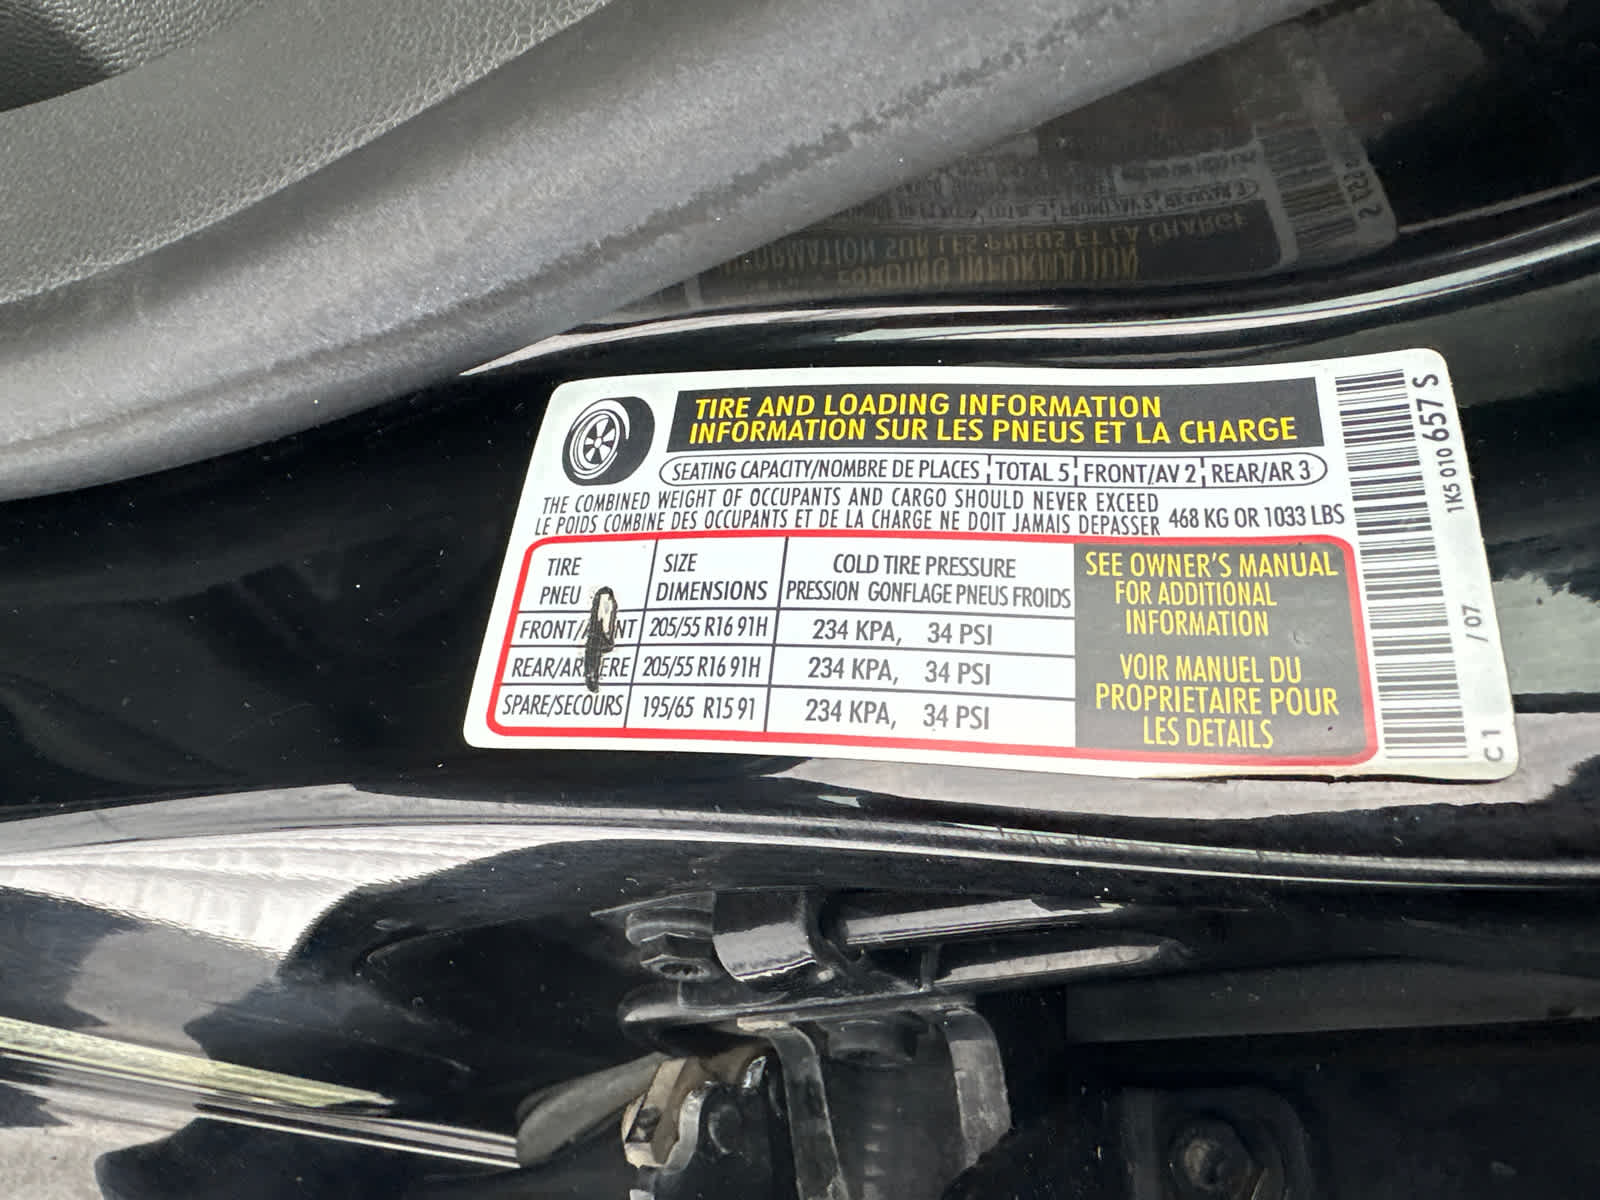 TIRE AND LOADING INFORMATION
INFORMATION SUR LES PNEUS ET LA CHARGE
SEATING CAPACITY/NOMBRE DE PLACES TOTAL 5 FRONT/AV 2 REAR/AR 3
THE COMBINED WEIGHT OF OCCUPANTS AND CARGO SHOULD NEVER EXCEED
LE POIDS COMBINE DES OCCUPANTS ET DE LA CHARGE NE DOIT JAMAIS DEPASSER
468 KG OR 1033 LBS
TIRE SIZE COLD TIRE PRESSURE
PNEU DIMENSIONS PRESSION GONFLAGE PNEUS FROIDS
205/55 R16 91H 234 KPA, 34 PSI
205/55 R16 91H 234 KPA, 34 PSI
SPARE/SECOURS 195/65 R15 91 234 KPA, 34 PSI
SEE OWNER'S MANUAL
FOR ADDITIONAL
INFORMATION
VOIR MANUEL DU
PROPRIETAIRE POUR
LES DETAILS
1K5 010 657 S
C 1 / 07